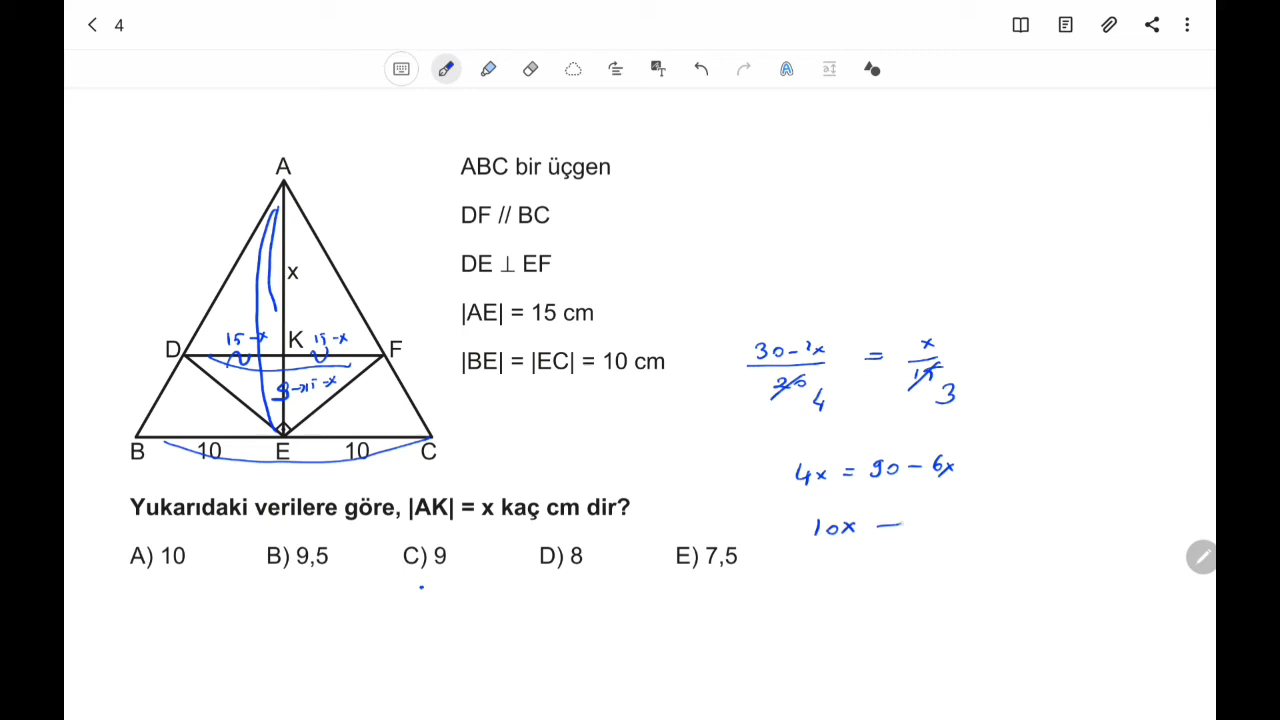 4
A
ABC bir üçgen
DF // BC
DE ⊥ EF
x
|AE| = 15 cm
15-x K 15-x
D F
|BE| = |EC| = 10 cm
30-2x = x
20 4 15 3
15-x
B 10 E 10 C
4x = 90 - 6x
Yukarıdaki verilere göre, |AK| = x kaç cm dir?
10x —
A) 10 B) 9,5 C) 9 D) 8 E) 7,5